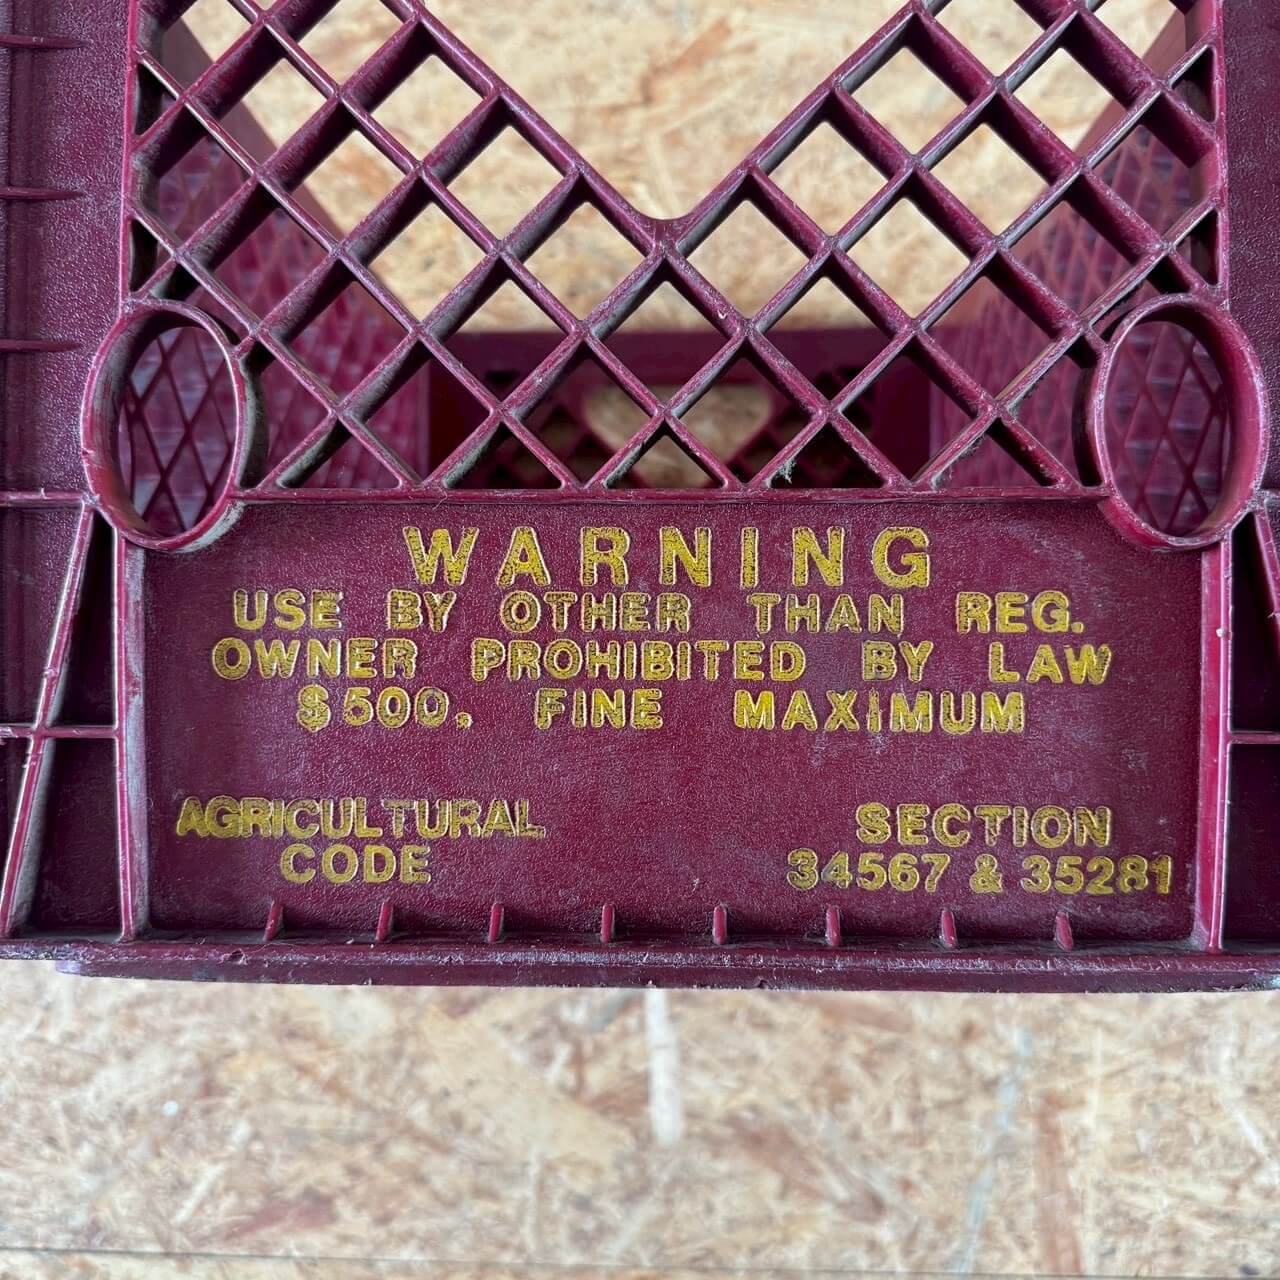 WARNING
USE BY OTHER THAN REG.
OWNER PROHIBITED BY LAW
$500. FINE MAXIMUM
AGRICULTURAL
CODE
SECTION
34567 & 35281